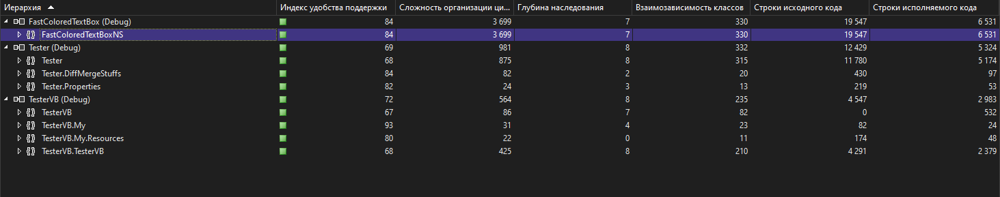 Иерархия Индекс удобства поддержки Сложность организации ци... Глубина наследования Взаимозависимость классов Строки исходного кода Строки исполняемого кода
FastColoredTextBox (Debug) 84 3 699 7 330 19 547 6 531
FastColoredTextBoxNS 84 3 699 7 330 19 547 6 531
Tester (Debug) 69 981 8 332 12 429 5 324
Tester 68 875 8 315 11 780 5 174
Tester.DiffMergeStuffs 84 82 2 20 430 97
Tester.Properties 82 24 3 13 219 53
TesterVB (Debug) 72 564 8 235 4 547 2 983
TesterVB 67 86 7 82 0 532
TesterVB.My 93 31 4 23 82 24
TesterVB.My.Resources 80 22 0 11 174 48
TesterVB.TesterVB 68 425 8 210 4 291 2 379